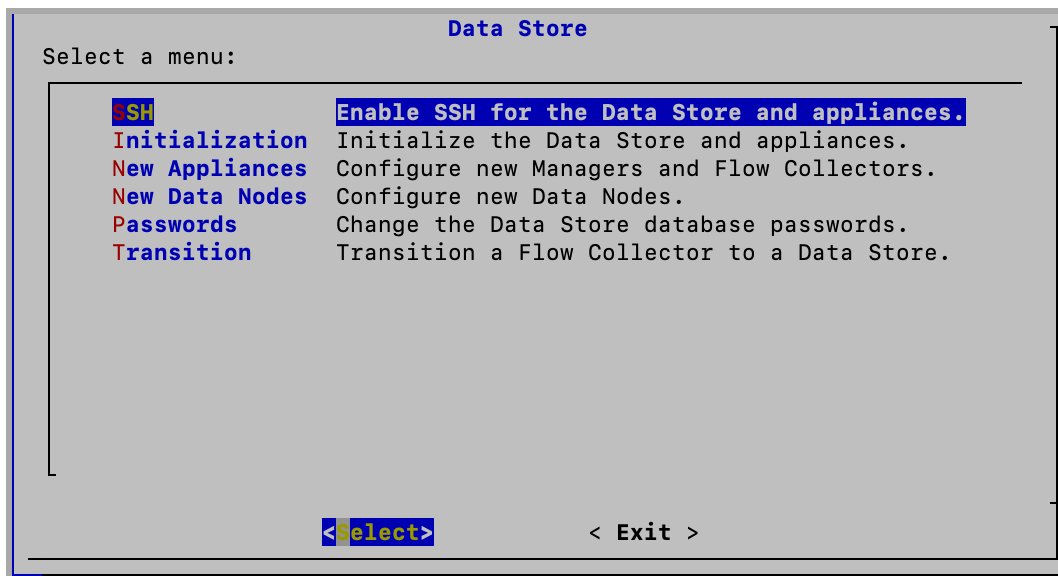 Data Store
Select a menu:
SSH Enable SSH for the Data Store and appliances.
Initialization Initialize the Data Store and appliances.
New Appliances Configure new Managers and Flow Collectors.
New Data Nodes Configure new Data Nodes.
Passwords Change the Data Store database passwords.
Transition Transition a Flow Collector to a Data Store.
<Select> < Exit >